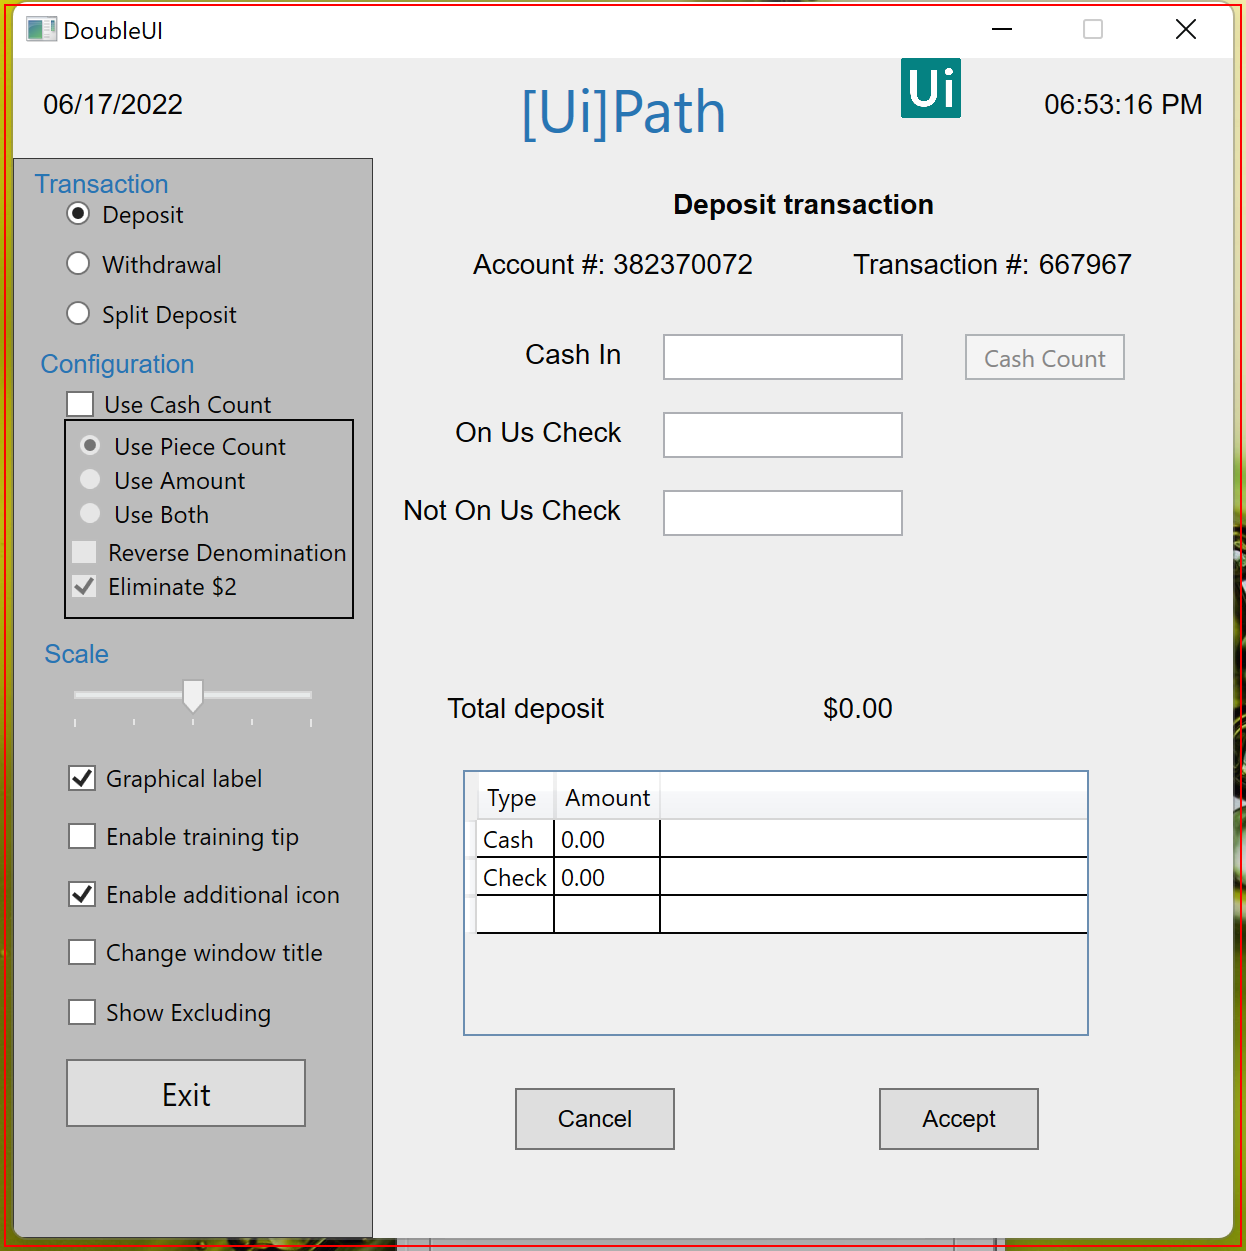 DoubleUI
06/17/2022
[Ui]Path
Ui
06:53:16 PM
Transaction
Deposit
Withdrawal
Split Deposit
Configuration
Use Cash Count
Use Piece Count
Use Amount
Use Both
Reverse Denomination
Eliminate $2
Scale
Graphical label
Enable training tip
Enable additional icon
Change window title
Show Excluding
Exit
Deposit transaction
Account #: 382370072 Transaction #: 667967
Cash In Cash Count
On Us Check
Not On Us Check
Total deposit $0.00
Type Amount
Cash 0.00
Check 0.00
Cancel Accept